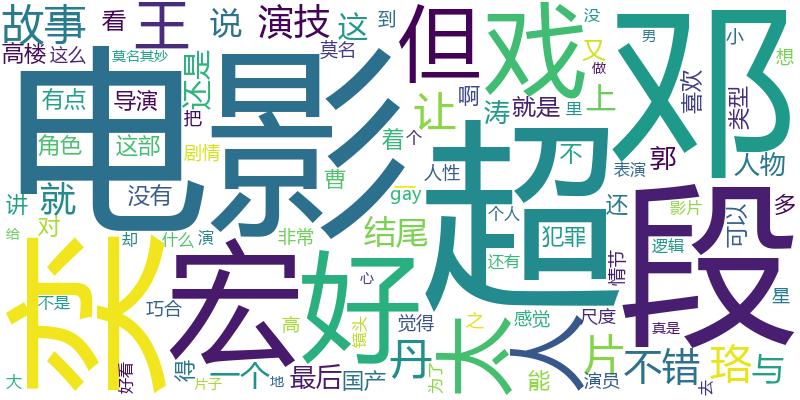 故事
看
王
说
演技
这
到
但
戏
没
男
邓
小
想
高楼
这么
莫名其妙
还是
莫名
又
做
有点
导演
把
电影
让
啊
就是
里
上
喜欢
类型
角色
这部
剧情
着
个
涛
超
不
郭
表演
人物
讲
就
没有
曹
人性
一
gay
个人
犯罪
还
影片
可以
多
给
对
却
什么
演
非常
结尾
还有
情节
逻辑
段
与
奕
宏
好
心
不是
巧合
高
镜头
觉得
太
之
感觉
人
尺度
真是
星
大
好看
得
片子
一个
地
最后
国产
丹
为了
能
演员
片
不错
去
珞